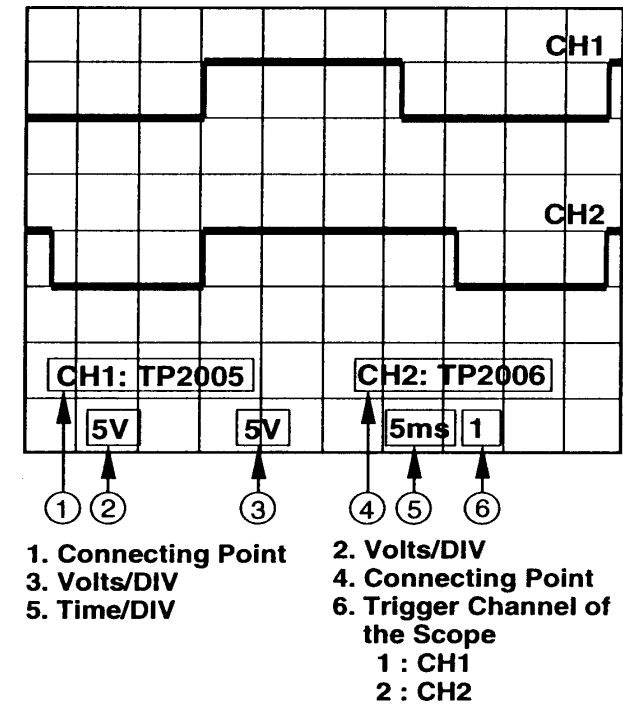 CH1
CH2
CH1: TP2005 CH2: TP2006
5V 5V 5ms 1
1 2 3 4 5 6
1. Connecting Point
3. Volts/DIV
5. Time/DIV
2. Volts/DIV
4. Connecting Point
6. Trigger Channel of
the Scope
1 : CH1
2 : CH2